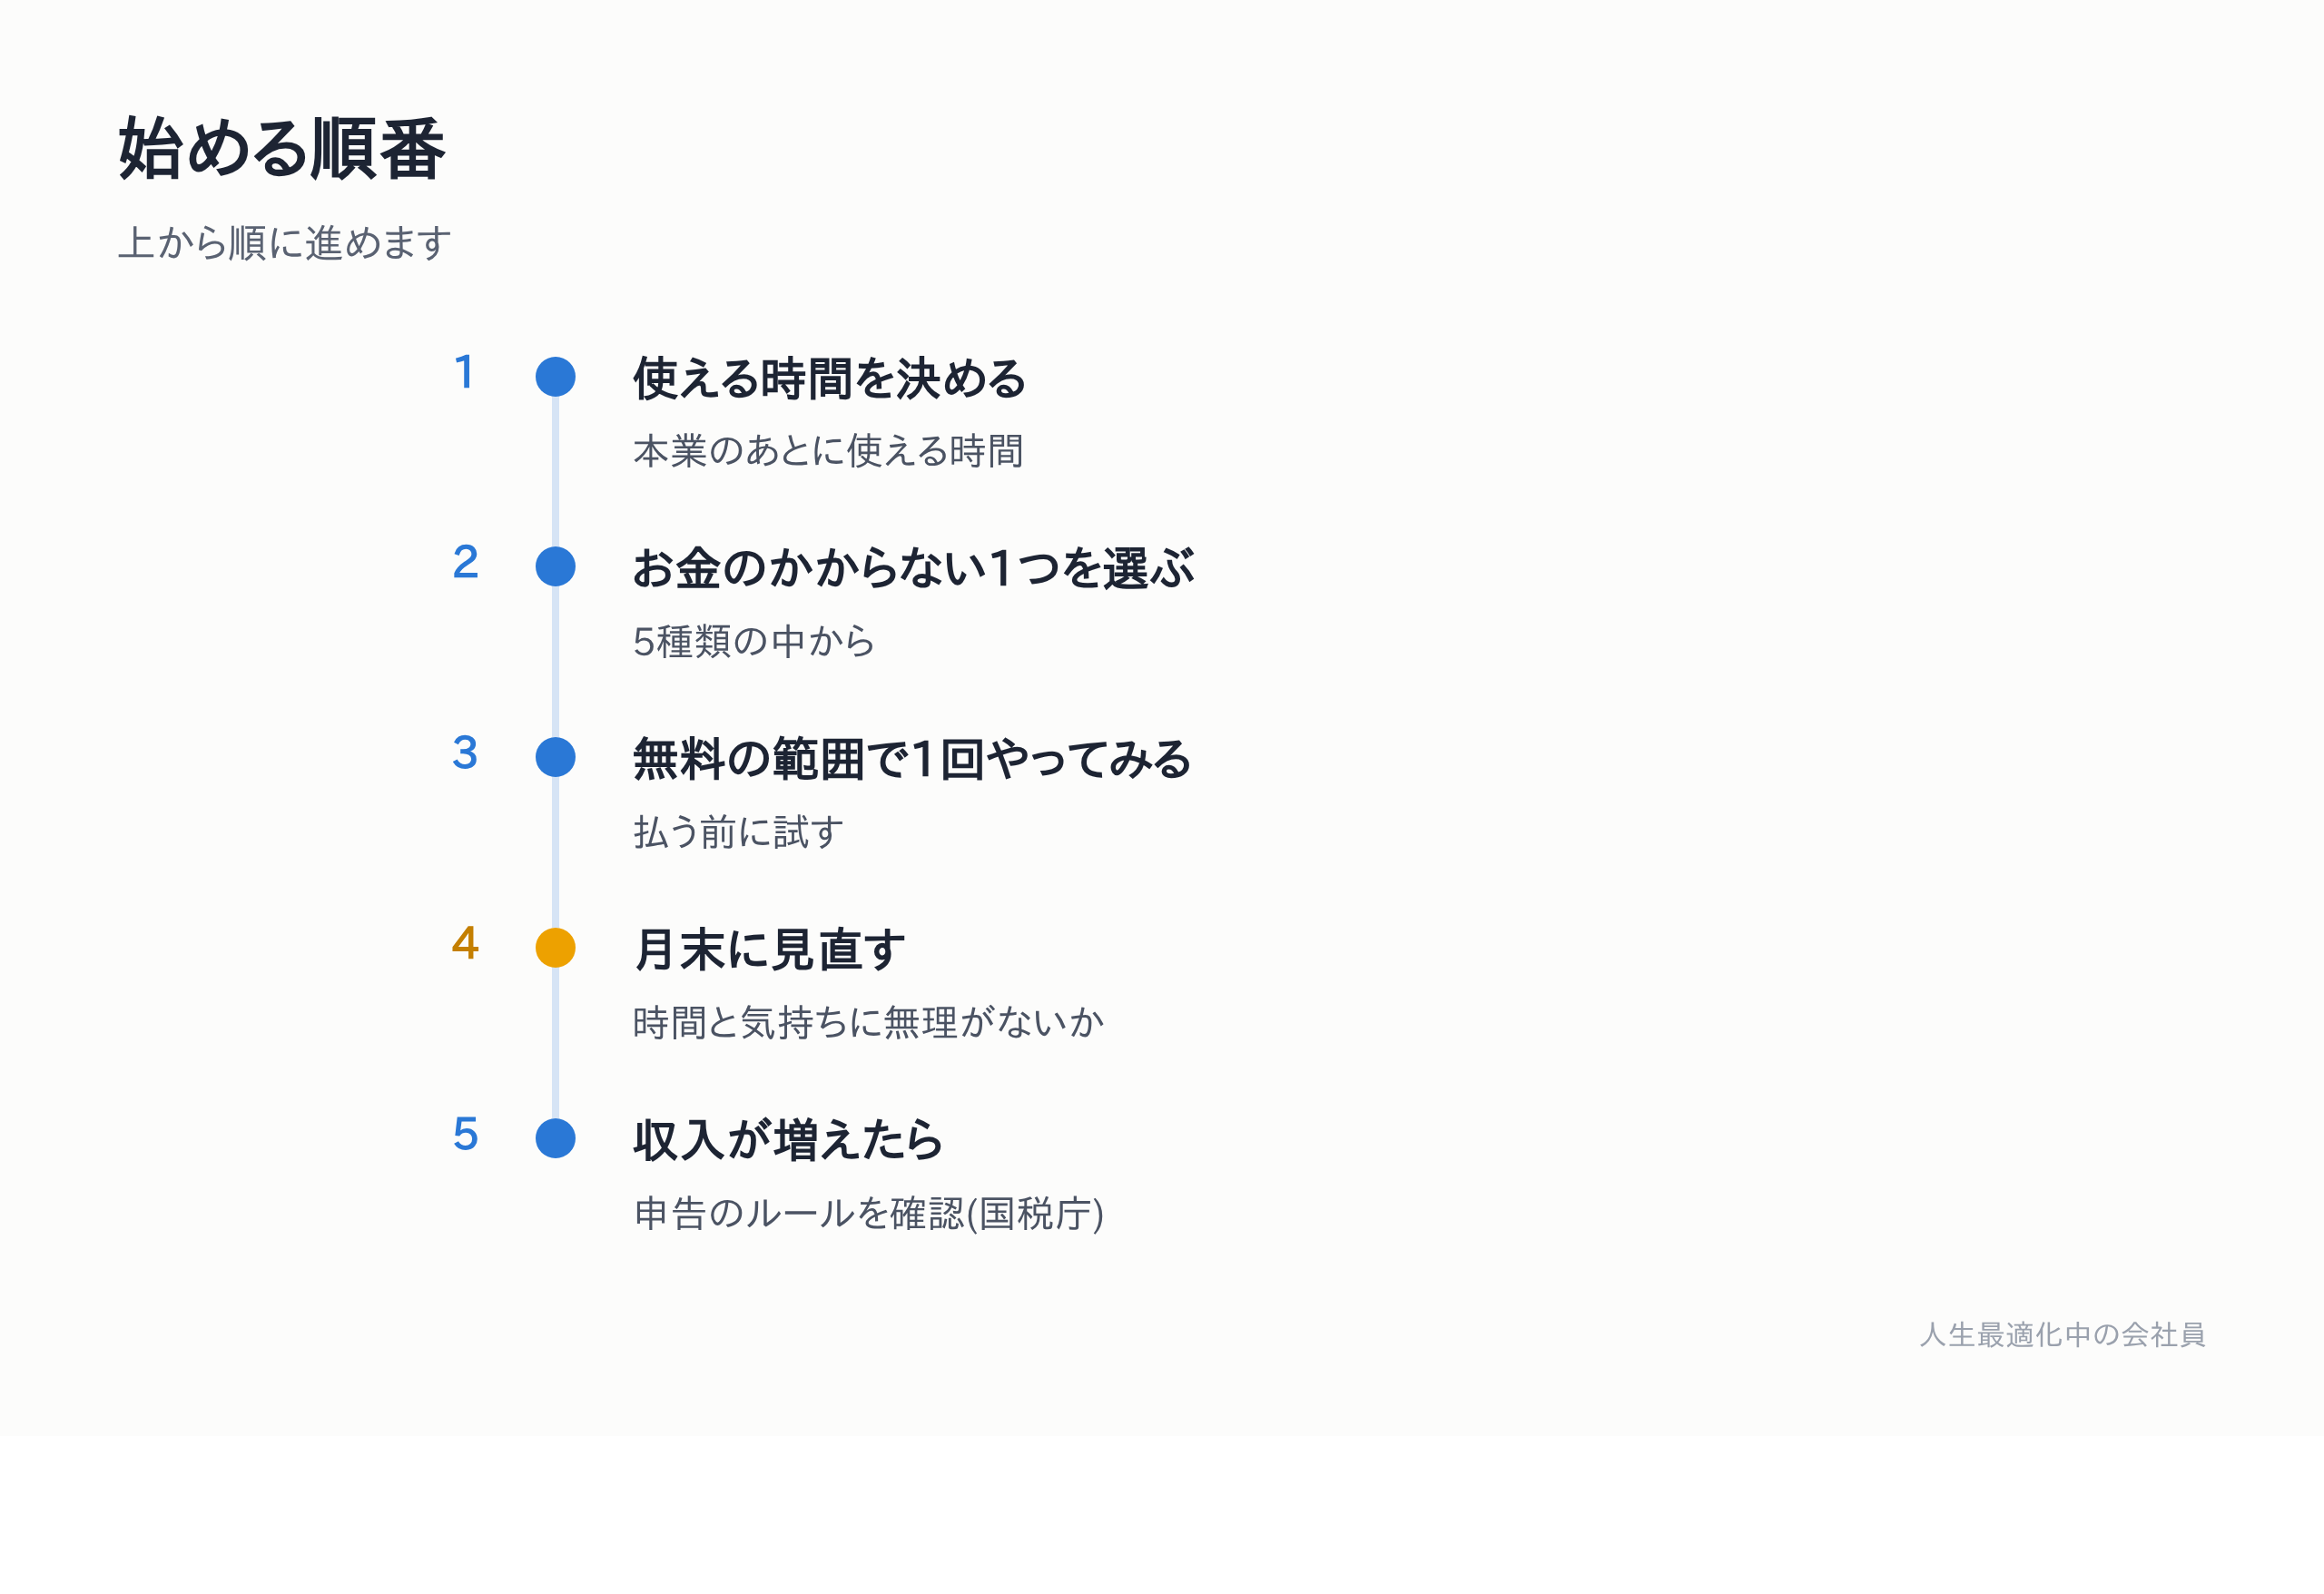 始める順番
上から順に進めます
1
使える時間を決める
本業のあとに使える時間
2
お金のかからない1つを選ぶ
5種類の中から
3
無料の範囲で1回やってみる
払う前に試す
4
月末に見直す
時間と気持ちに無理がないか
5
収入が増えたら
申告のルールを確認(国税庁)
人生最適化中の会社員